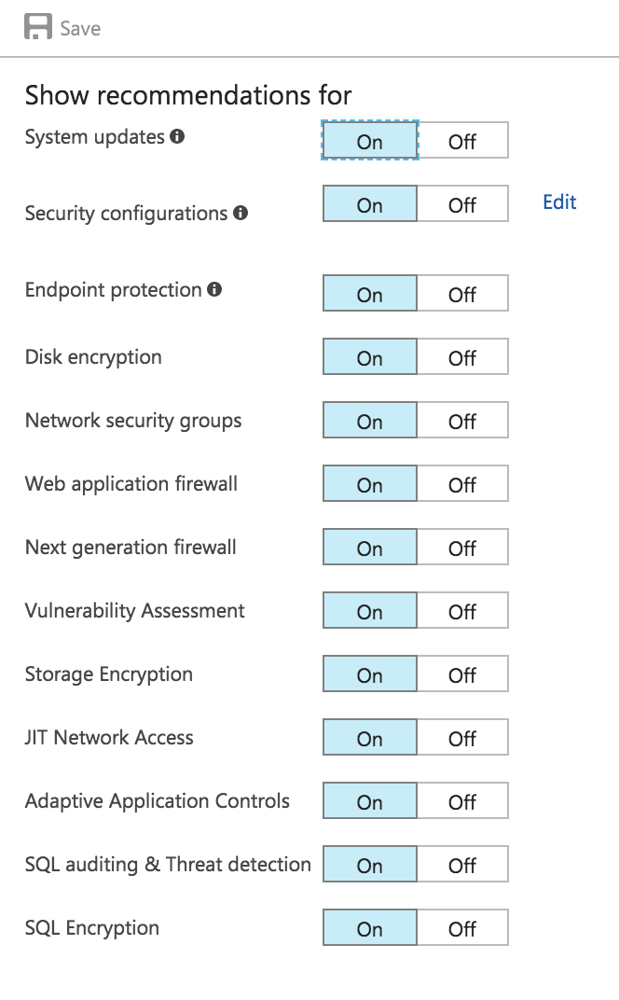 Save
Show recommendations for
System updates On Off
Security configurations On Off Edit
Endpoint protection On Off
Disk encryption On Off
Network security groups On Off
Web application firewall On Off
Next generation firewall On Off
Vulnerability Assessment On Off
Storage Encryption On Off
JIT Network Access On Off
Adaptive Application Controls On Off
SQL auditing & Threat detection On Off
SQL Encryption On Off